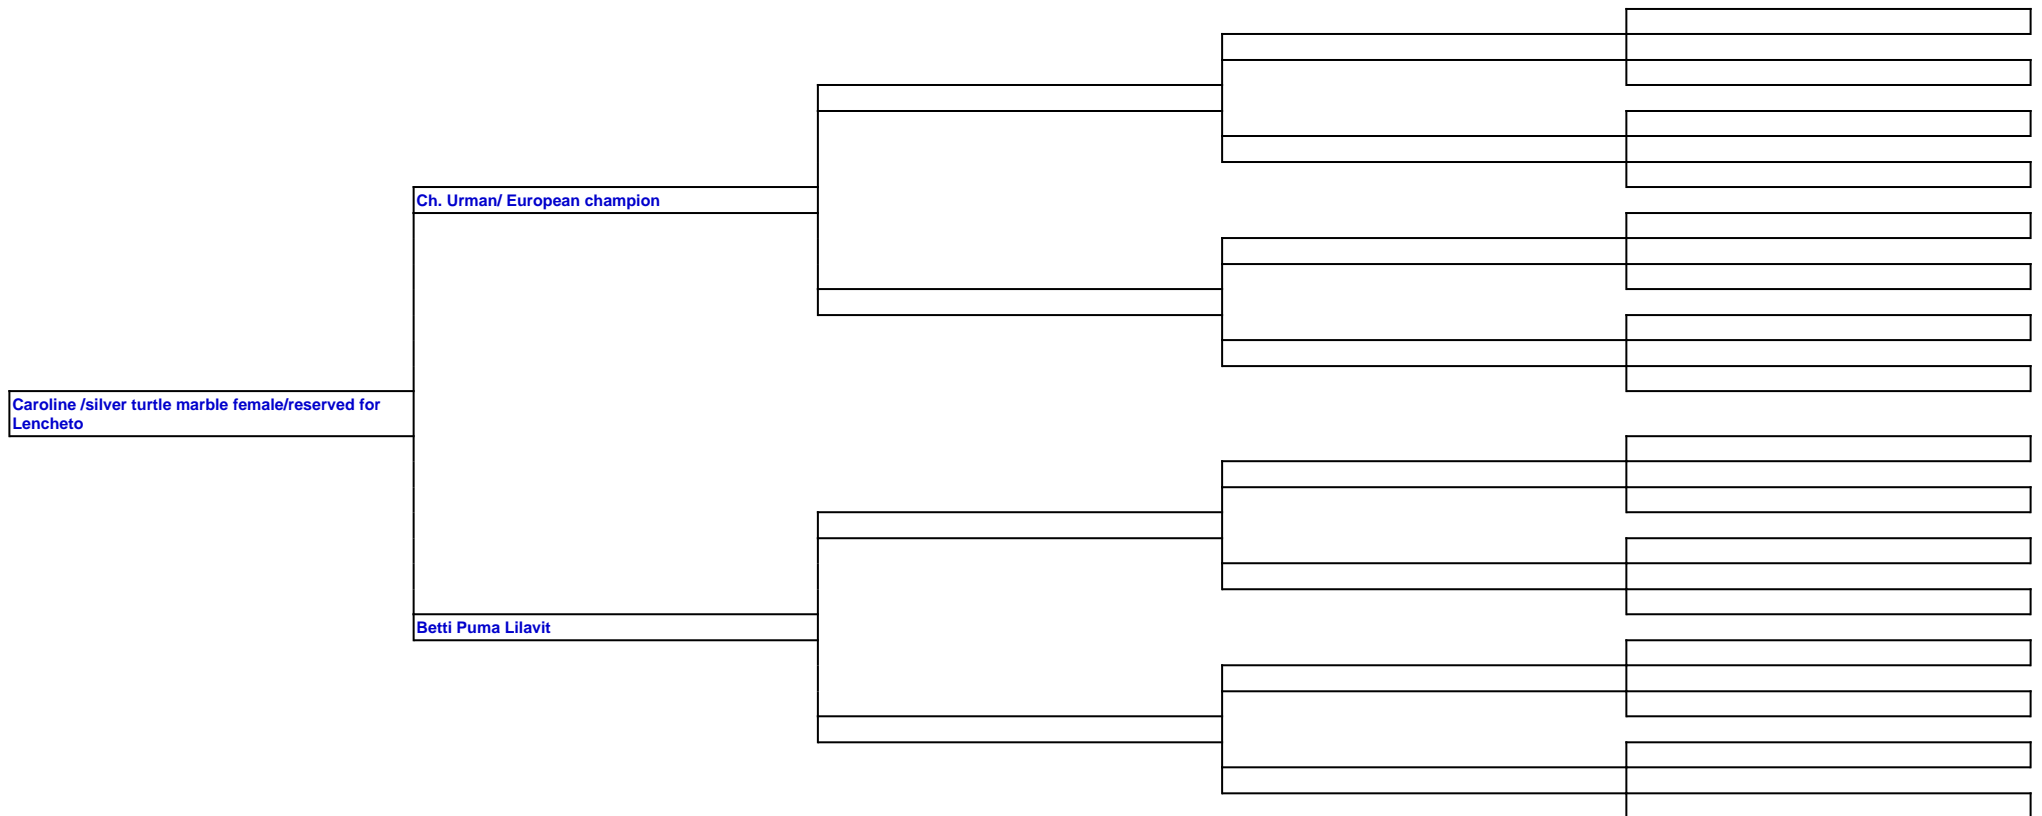 Ch. Urman/ European champion
Caroline /silver turtle marble female/reserved for
Lencheto
Betti Puma Lilavit